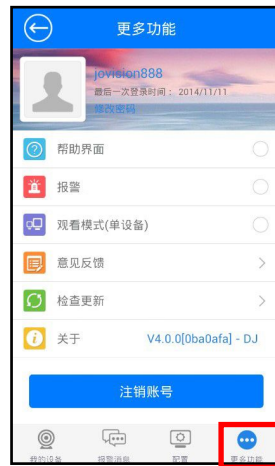 更多功能
jovision888
最后一次登录时间： 2014/11/11
修改密码
帮助界面
报警
观看模式(单设备)
意见反馈
检查更新
关于 V4.0.0[0ba0afa] - DJ
注销账号
我的设备 报警消息 配置 更多功能